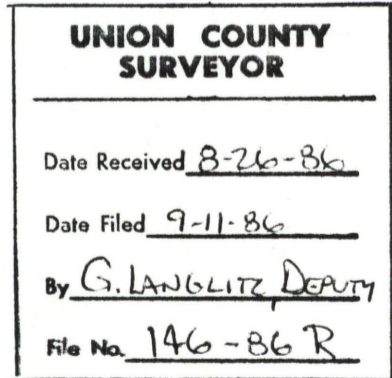 UNION COUNTY
SURVEYOR
Date Received 8-26-86
Date Filed 9-11-86
By G. LANGLITZ, DEPUTY
File No. 146-86 R